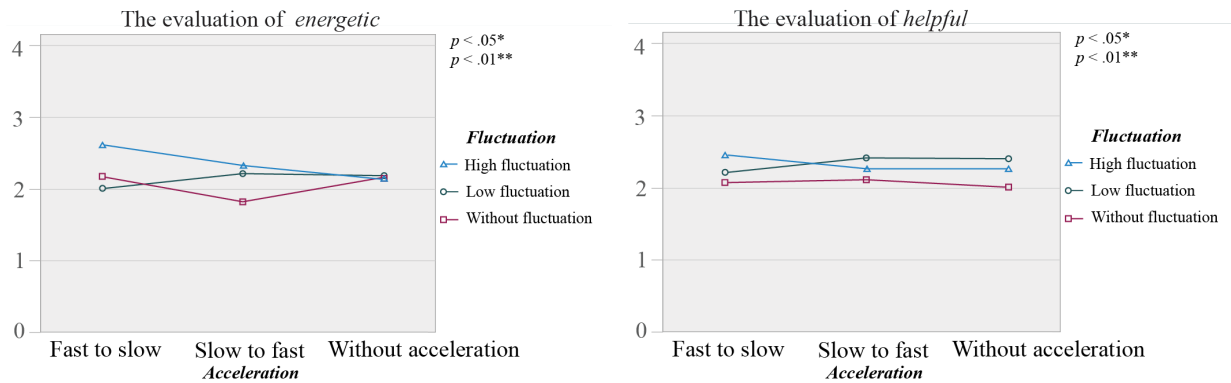 The evaluation of energetic
p < .05*
p < .01**
4
3
2
1
0
Fluctuation
High fluctuation
Low fluctuation
Without fluctuation
Fast to slow
Slow to fast
Without acceleration
Acceleration
The evaluation of helpful
p < .05*
p < .01**
4
3
2
1
0
Fluctuation
High fluctuation
Low fluctuation
Without fluctuation
Fast to slow
Slow to fast
Without acceleration
Acceleration